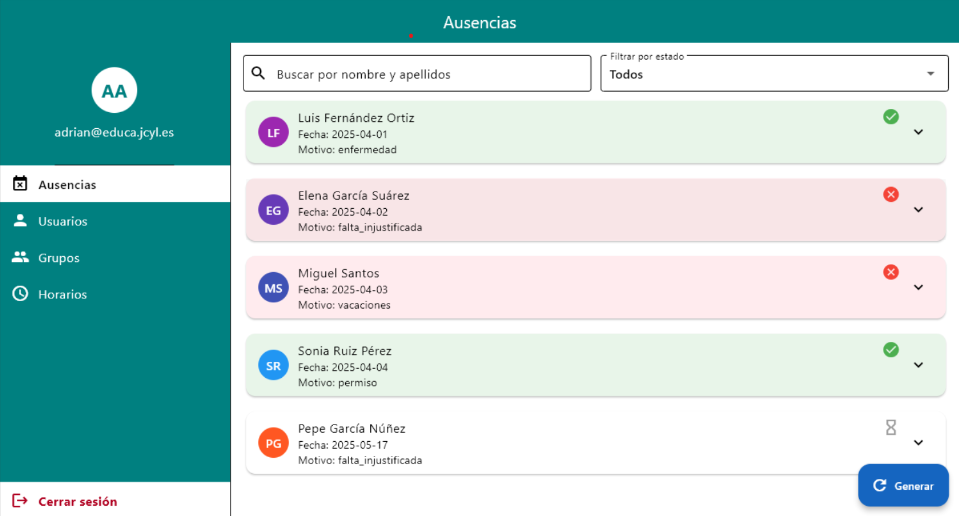 Ausencias
AA
adrian@educa.jcyl.es
Ausencias
Usuarios
Grupos
Horarios
Cerrar sesión
Buscar por nombre y apellidos
Filtrar por estado
Todos
LF
Luis Fernández Ortiz
Fecha: 2025-04-01
Motivo: enfermedad
EG
Elena García Suárez
Fecha: 2025-04-02
Motivo: falta_injustificada
MS
Miguel Santos
Fecha: 2025-04-03
Motivo: vacaciones
SR
Sonia Ruiz Pérez
Fecha: 2025-04-04
Motivo: permiso
PG
Pepe García Núñez
Fecha: 2025-05-17
Motivo: falta_injustificada
Generar